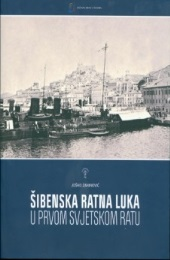 ŠIBENSKA RATNA LUKA
U PRVOM SVJETSKOM RATU